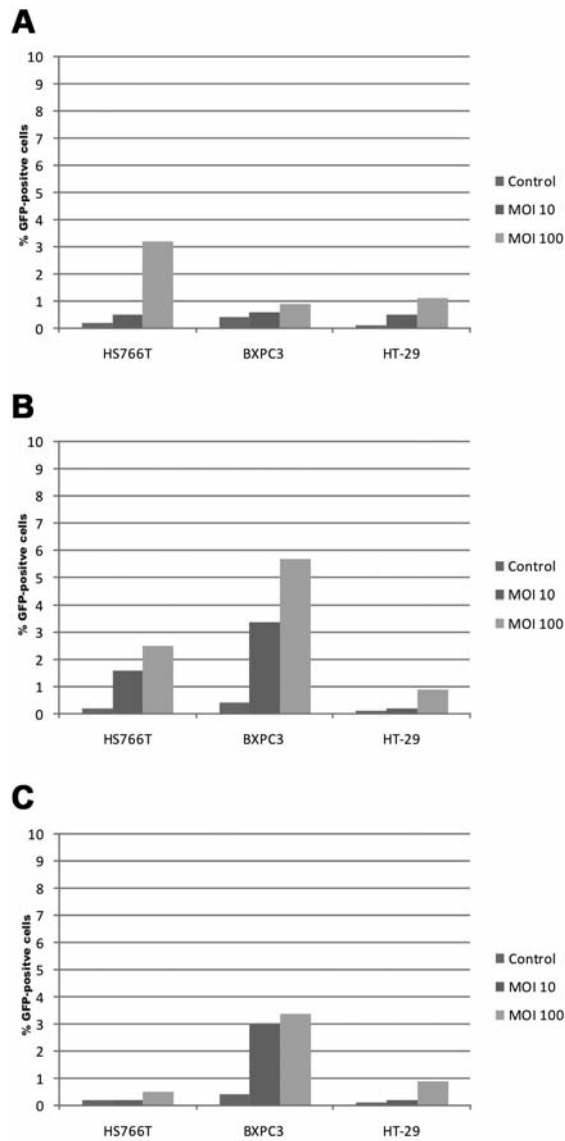 A
10
9
8
7
6
5
4
3
2
1
0
% GFP-positve cells
HS766T
BXPC3
HT-29
Control
MOI 10
MOI 100
B
10
9
8
7
6
5
4
3
2
1
0
% GFP-positve cells
HS766T
BXPC3
HT-29
Control
MOI 10
MOI 100
C
10
9
8
7
6
5
4
3
2
1
0
% GFP-positve cells
HS766T
BXPC3
HT-29
Control
MOI 10
MOI 100